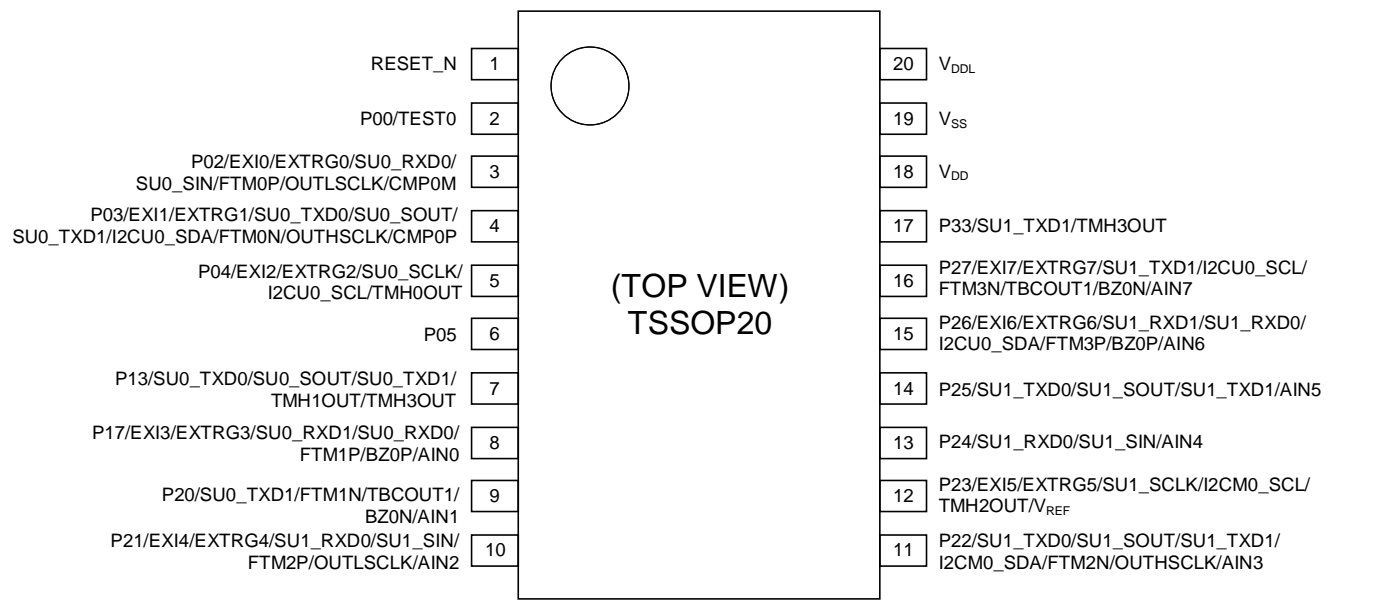 RESET_N 1
P00/TEST0 2
P02/EXI0/EXTRG0/SU0_RXD0/
SU0_SIN/FTM0P/OUTLSCLK/CMP0M 3
P03/EXI1/EXTRG1/SU0_TXD0/SU0_SOUT/
SU0_TXD1/I2CU0_SDA/FTM0N/OUTHSCLK/CMP0P 4
P04/EXI2/EXTRG2/SU0_SCLK/
I2CU0_SCL/TMH0OUT 5
P05 6
P13/SU0_TXD0/SU0_SOUT/SU0_TXD1/
TMH1OUT/TMH3OUT 7
P17/EXI3/EXTRG3/SU0_RXD1/SU0_RXD0/
FTM1P/BZ0P/AIN0 8
P20/SU0_TXD1/FTM1N/TBCOUT1/
BZ0N/AIN1 9
P21/EXI4/EXTRG4/SU1_RXD0/SU1_SIN/
FTM2P/OUTLSCLK/AIN2 10
(TOP VIEW)
TSSOP20
20 VDDL
19 VSS
18 VDD
17 P33/SU1_TXD1/TMH3OUT
16 P27/EXI7/EXTRG7/SU1_TXD1/I2CU0_SCL/
FTM3N/TBCOUT1/BZ0N/AIN7
15 P26/EXI6/EXTRG6/SU1_RXD1/SU1_RXD0/
I2CU0_SDA/FTM3P/BZ0P/AIN6
14 P25/SU1_TXD0/SU1_SOUT/SU1_TXD1/AIN5
13 P24/SU1_RXD0/SU1_SIN/AIN4
12 P23/EXI5/EXTRG5/SU1_SCLK/I2CM0_SCL/
TMH2OUT/VREF
11 P22/SU1_TXD0/SU1_SOUT/SU1_TXD1/
I2CM0_SDA/FTM2N/OUTHSCLK/AIN3